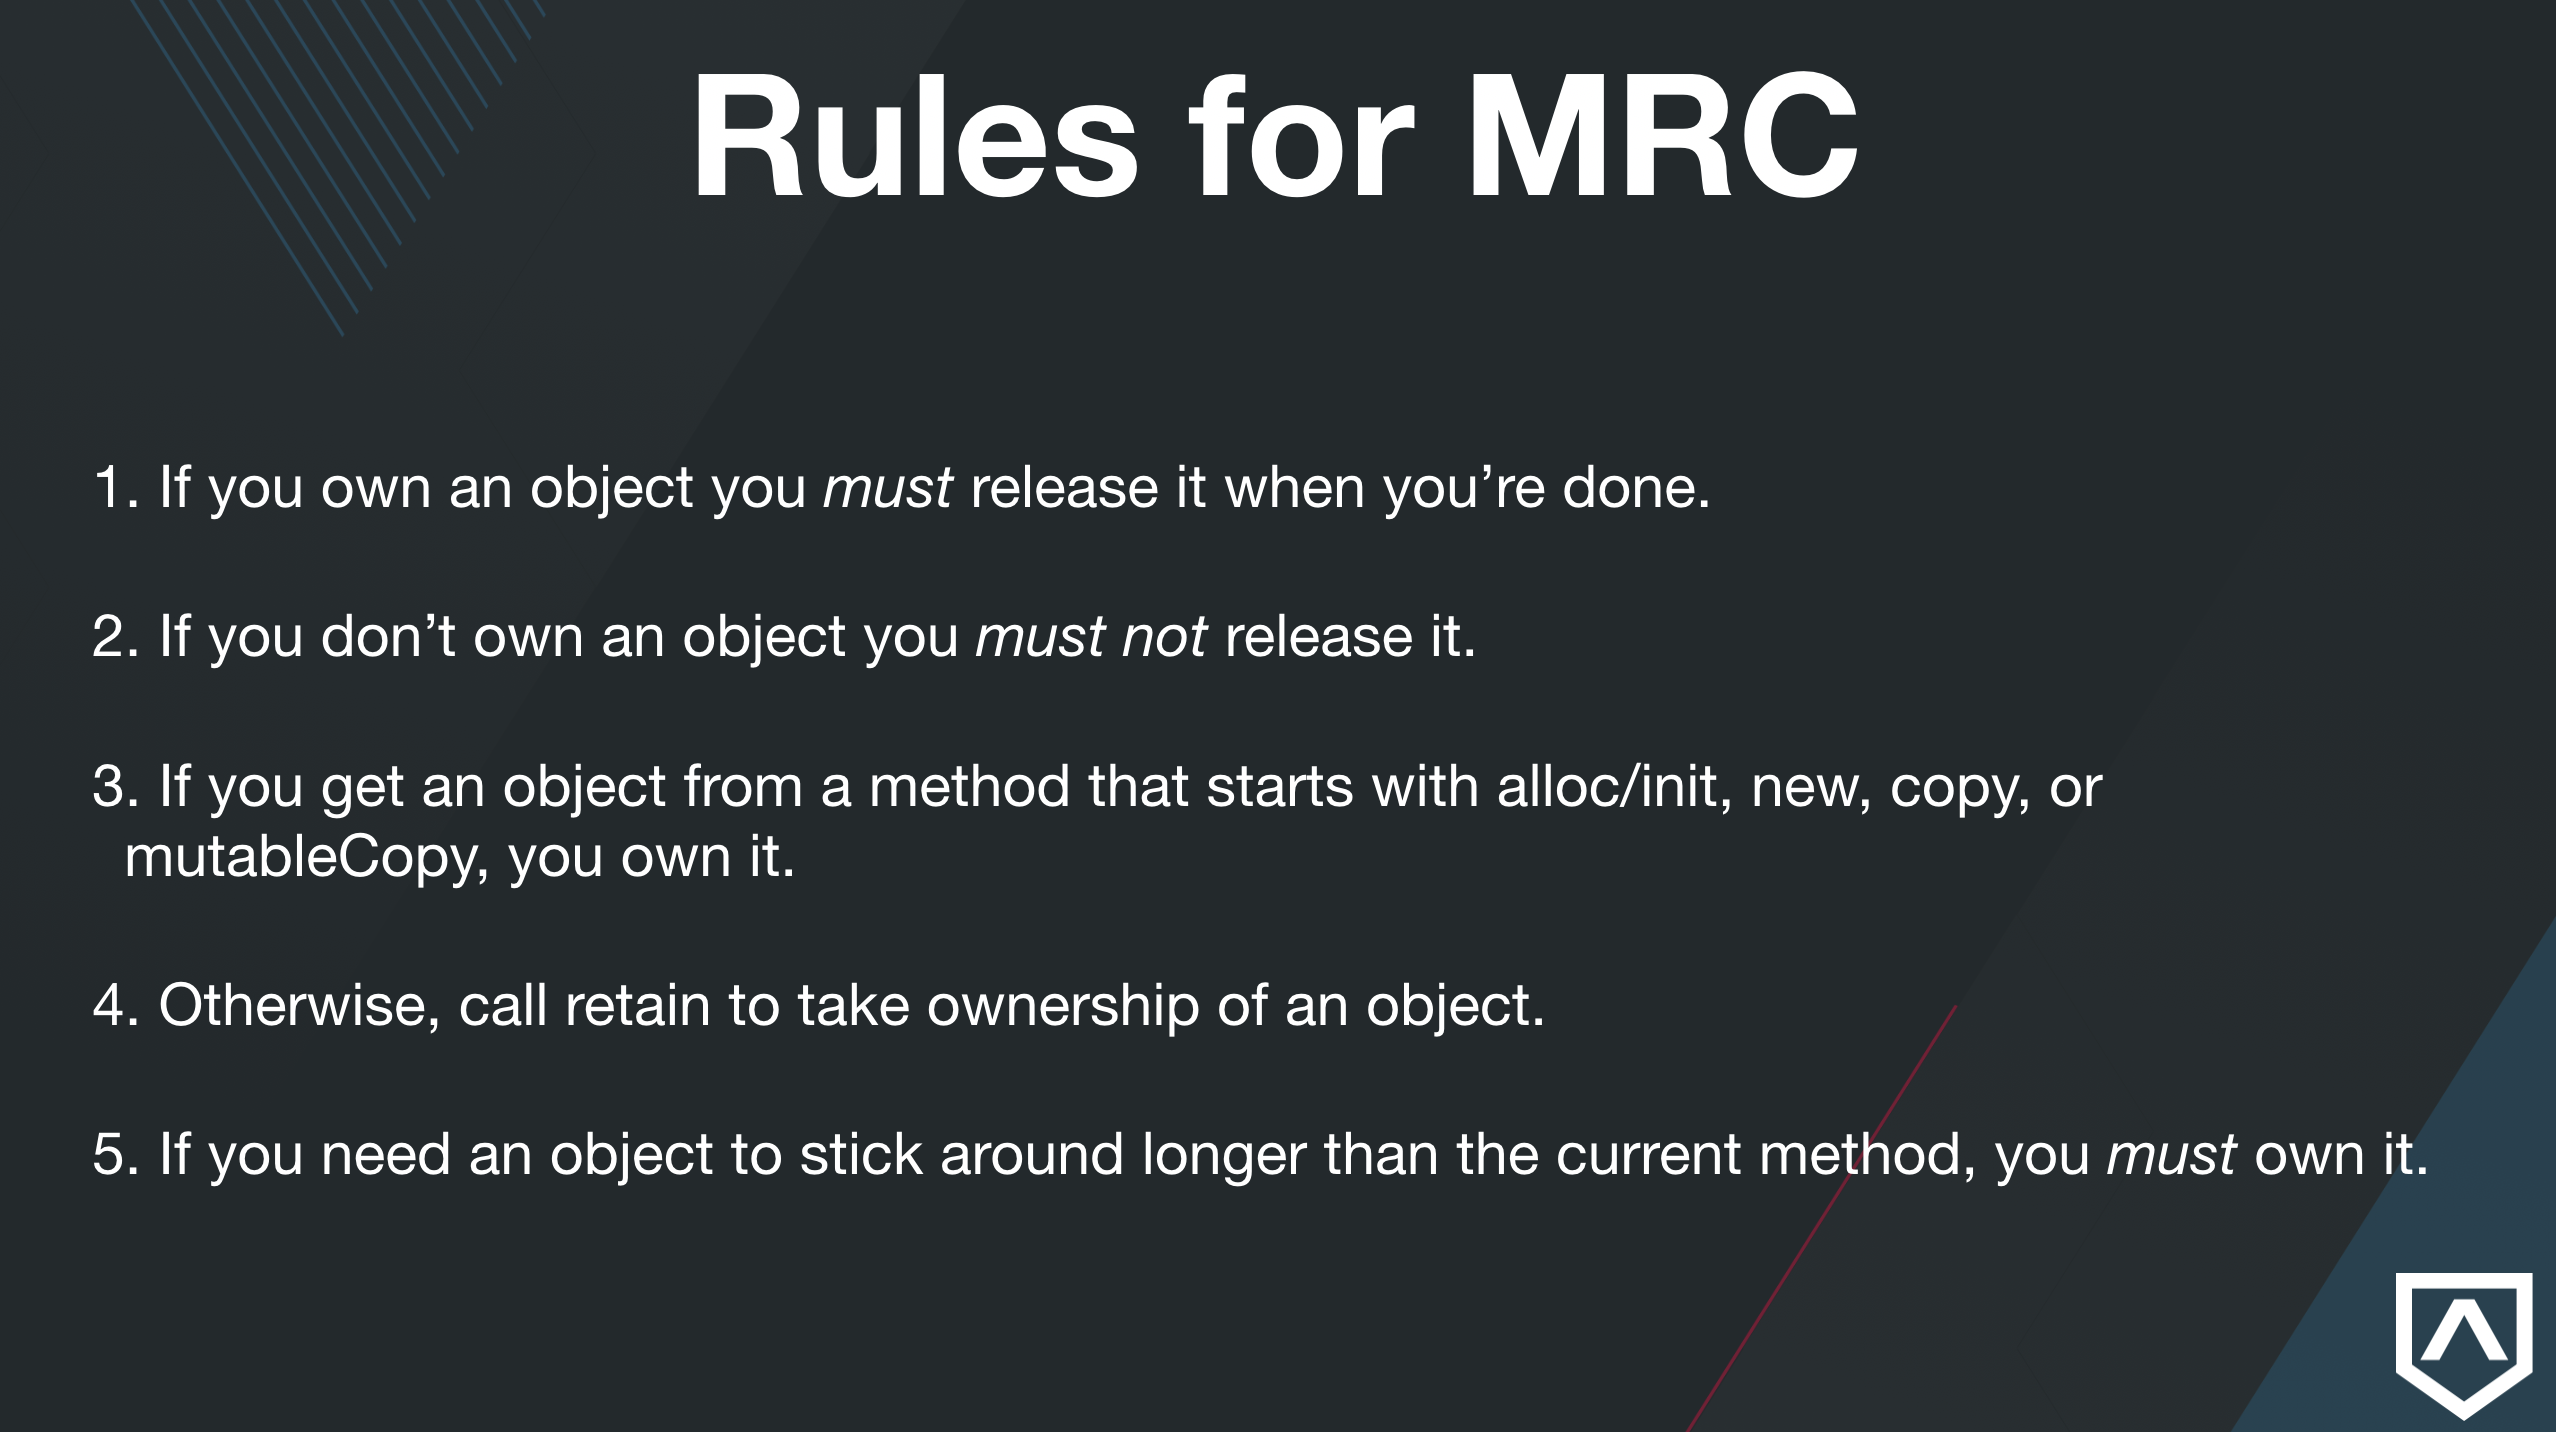 Rules for MRC
1. If you own an object you must release it when you’re done.
2. If you don’t own an object you must not release it.
3. If you get an object from a method that starts with alloc/init, new, copy, or
mutableCopy, you own it.
4. Otherwise, call retain to take ownership of an object.
5. If you need an object to stick around longer than the current method, you must own it.